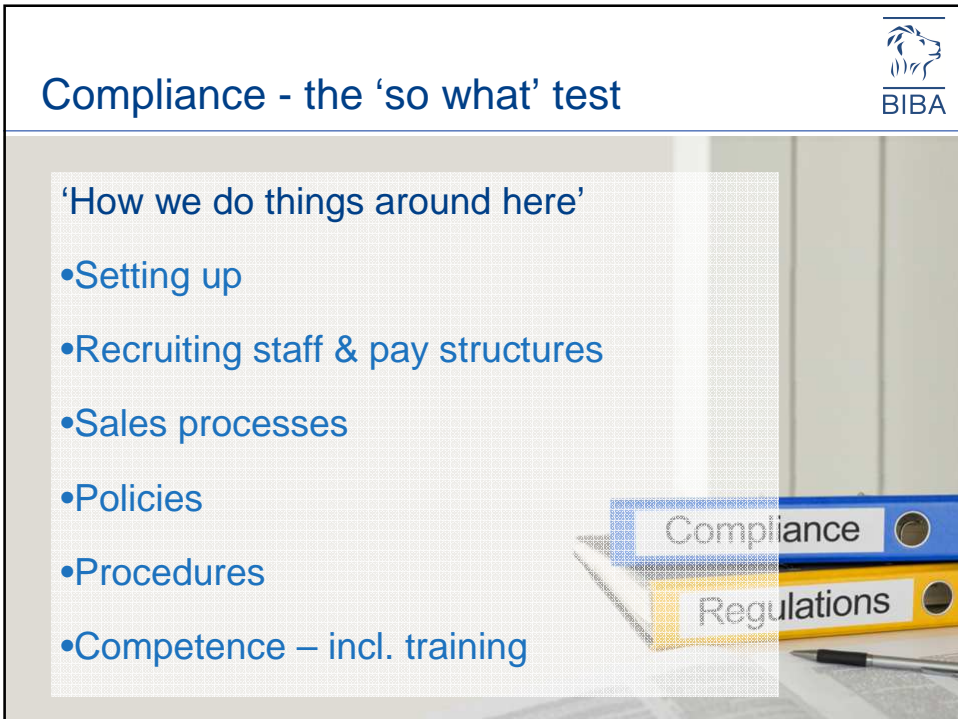 Compliance - the ‘so what’ test
BIBA
‘How we do things around here’
•Setting up
•Recruiting staff & pay structures
•Sales processes
•Policies
•Procedures
•Competence – incl. training
Compliance
Regulations